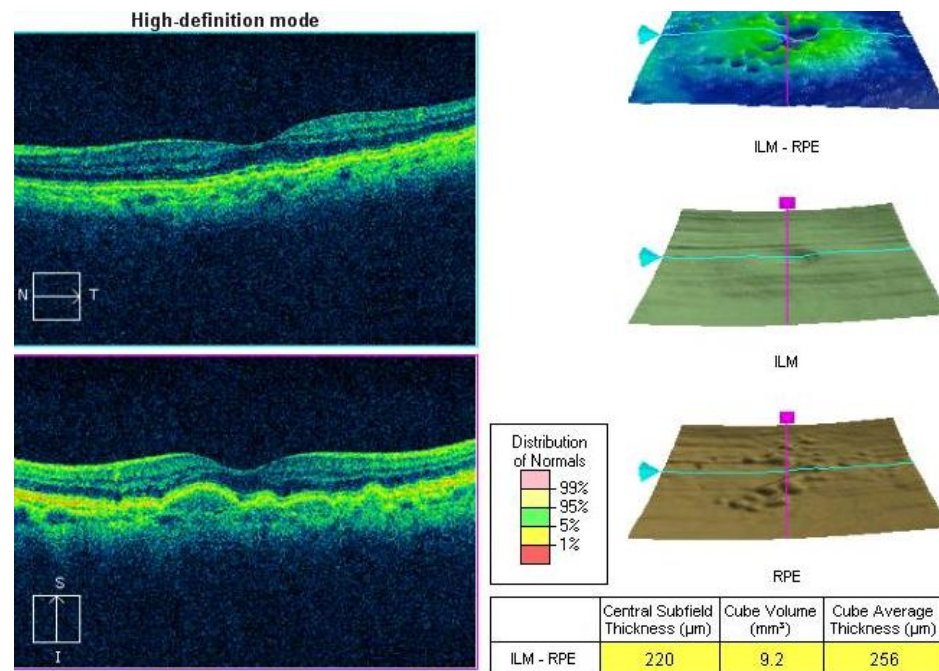 High-definition mode
N T
S
I
ILM - RPE
ILM
RPE
Distribution
of Normals
99%
95%
5%
1%
Central Subfield Thickness (µm) Cube Volume (mm³) Cube Average Thickness (µm)
ILM - RPE 220 9.2 256